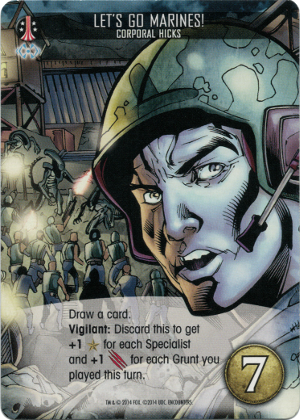 LET'S GO MARINES!
CORPORAL HICKS
Draw a card.
Vigilant: Discard this to get
+1 for each Specialist
and +1 for each Grunt you
played this turn.
7
TM & © 2014 FOX. ©2014 UDC. ENCOUNTERS